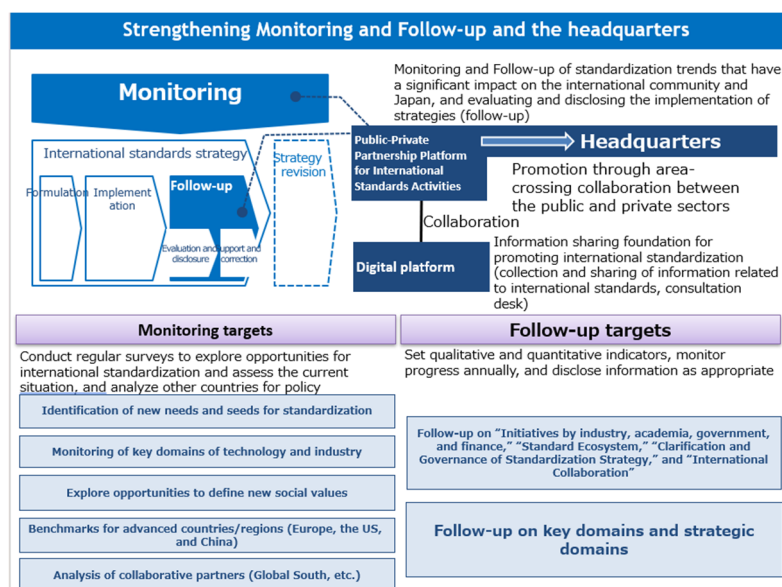 Strengthening Monitoring and Follow-up and the headquarters
Monitoring
Monitoring and Follow-up of standardization trends that have
a significant impact on the international community and
Japan, and evaluating and disclosing the implementation of
strategies (follow-up)
International standards strategy
Formulation
Implement
ation
Follow-up
Evaluation and
disclosure
support and
correction
Strategy
revision
Public-Private
Partnership Platform
for International
Standards Activities
Headquarters
Promotion through area-
crossing collaboration between
the public and private sectors
Collaboration
Digital platform
Information sharing foundation for
promoting international standardization
(collection and sharing of information related
to international standards, consultation
desk)
Monitoring targets
Conduct regular surveys to explore opportunities for
international standardization and assess the current
situation, and analyze other countries for policy
Identification of new needs and seeds for standardization
Monitoring of key domains of technology and industry
Explore opportunities to define new social values
Benchmarks for advanced countries/regions (Europe, the US,
and China)
Analysis of collaborative partners (Global South, etc.)
Follow-up targets
Set qualitative and quantitative indicators, monitor
progress annually, and disclose information as appropriate
Follow-up on “Initiatives by industry, academia, government,
and finance,” “Standard Ecosystem,” “Clarification and
Governance of Standardization Strategy,” and “International
Collaboration”
Follow-up on key domains and strategic
domains